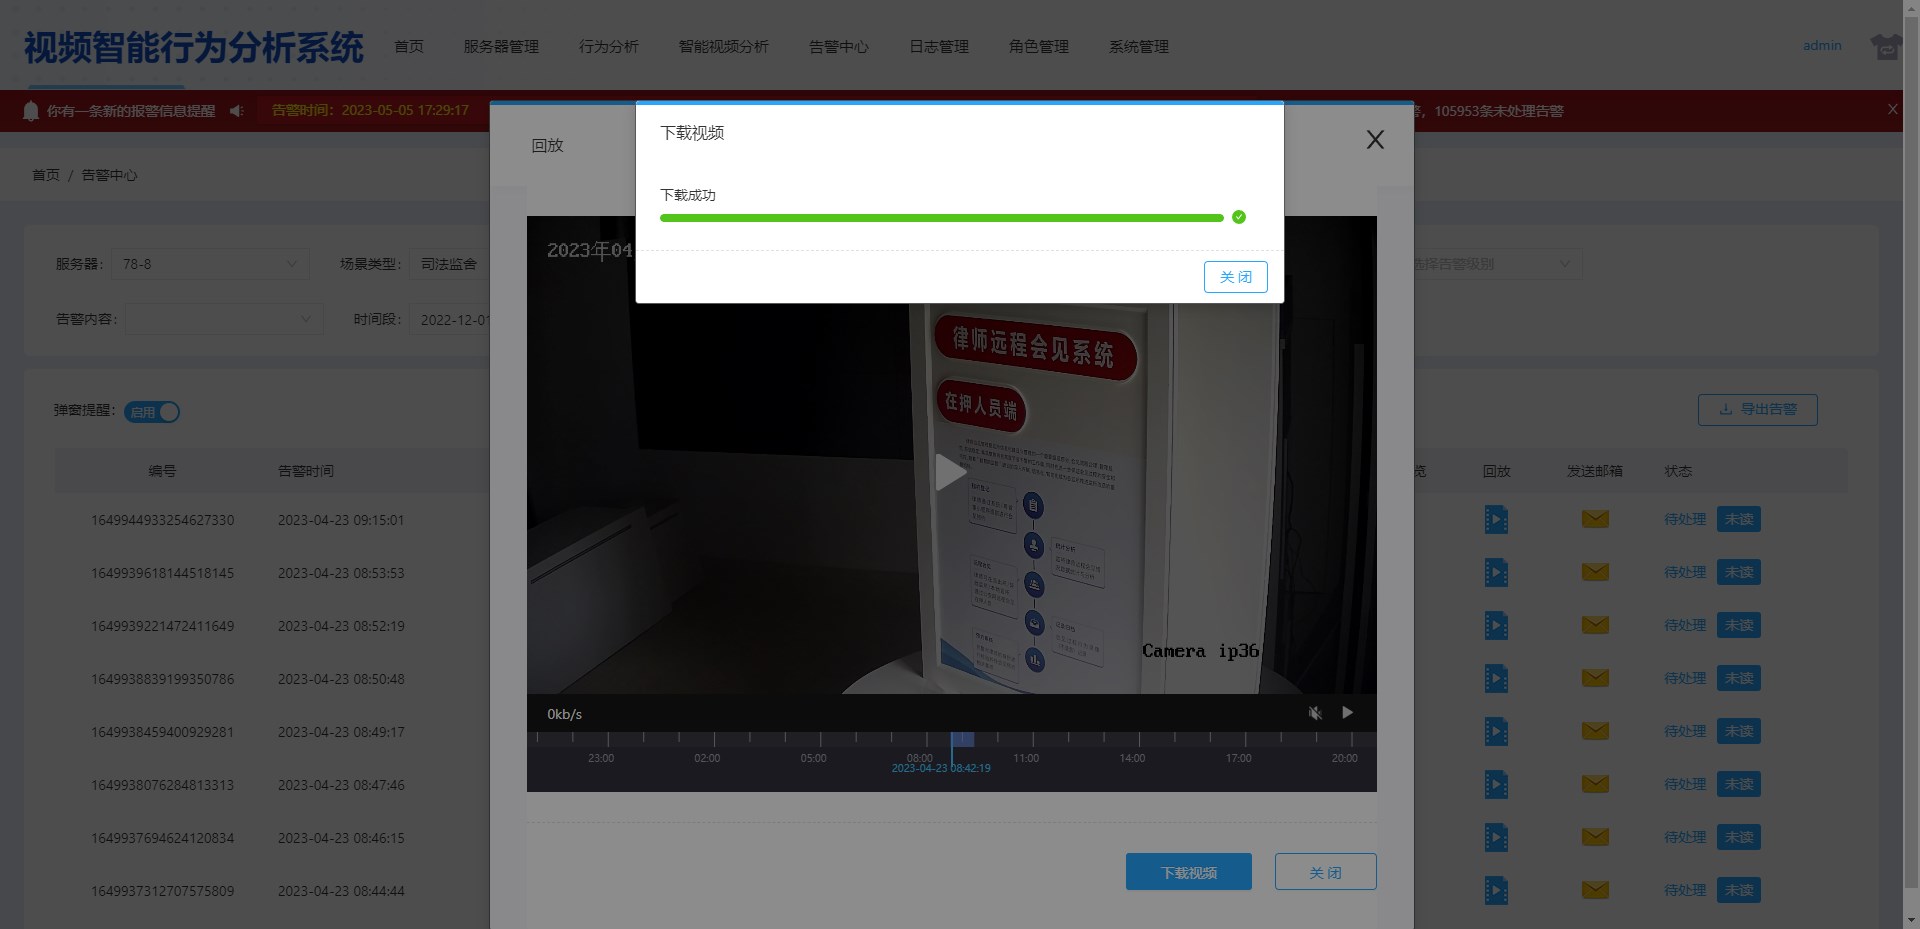 视频智能行为分析系统
首页 服务器管理 行为分析 智能视频分析 告警中心 日志管理 角色管理 系统管理
admin
你有一条新的报警信息提醒 告警时间：2023-05-05 17:29:17
，105953条未处理告警
X
首页 / 告警中心
回放
X
下载视频
下载成功
关 闭
服务器： 78-8
场景类型： 司法监舍
选择告警级别
告警内容：
时间段： 2022-12-01
弹窗提醒： 启用
导出告警
编号 告警时间
览 回放 发送邮箱 状态
1649944933254627330 2023-04-23 09:15:01 待处理 未读
1649939618144518145 2023-04-23 08:53:53 待处理 未读
1649939221472411649 2023-04-23 08:52:19 待处理 未读
1649938839199350786 2023-04-23 08:50:48 待处理 未读
1649938459400929281 2023-04-23 08:49:17 待处理 未读
1649938076284813313 2023-04-23 08:47:46 待处理 未读
1649937694624120834 2023-04-23 08:46:15 待处理 未读
1649937312707575809 2023-04-23 08:44:44 待处理 未读
2023年04
律师远程会见系统
在押人员端
Camera ip36
0kb/s
23:00 02:00 05:00 08:00 11:00 14:00 17:00 20:00
2023-04-23 08:42:19
下载视频
关 闭